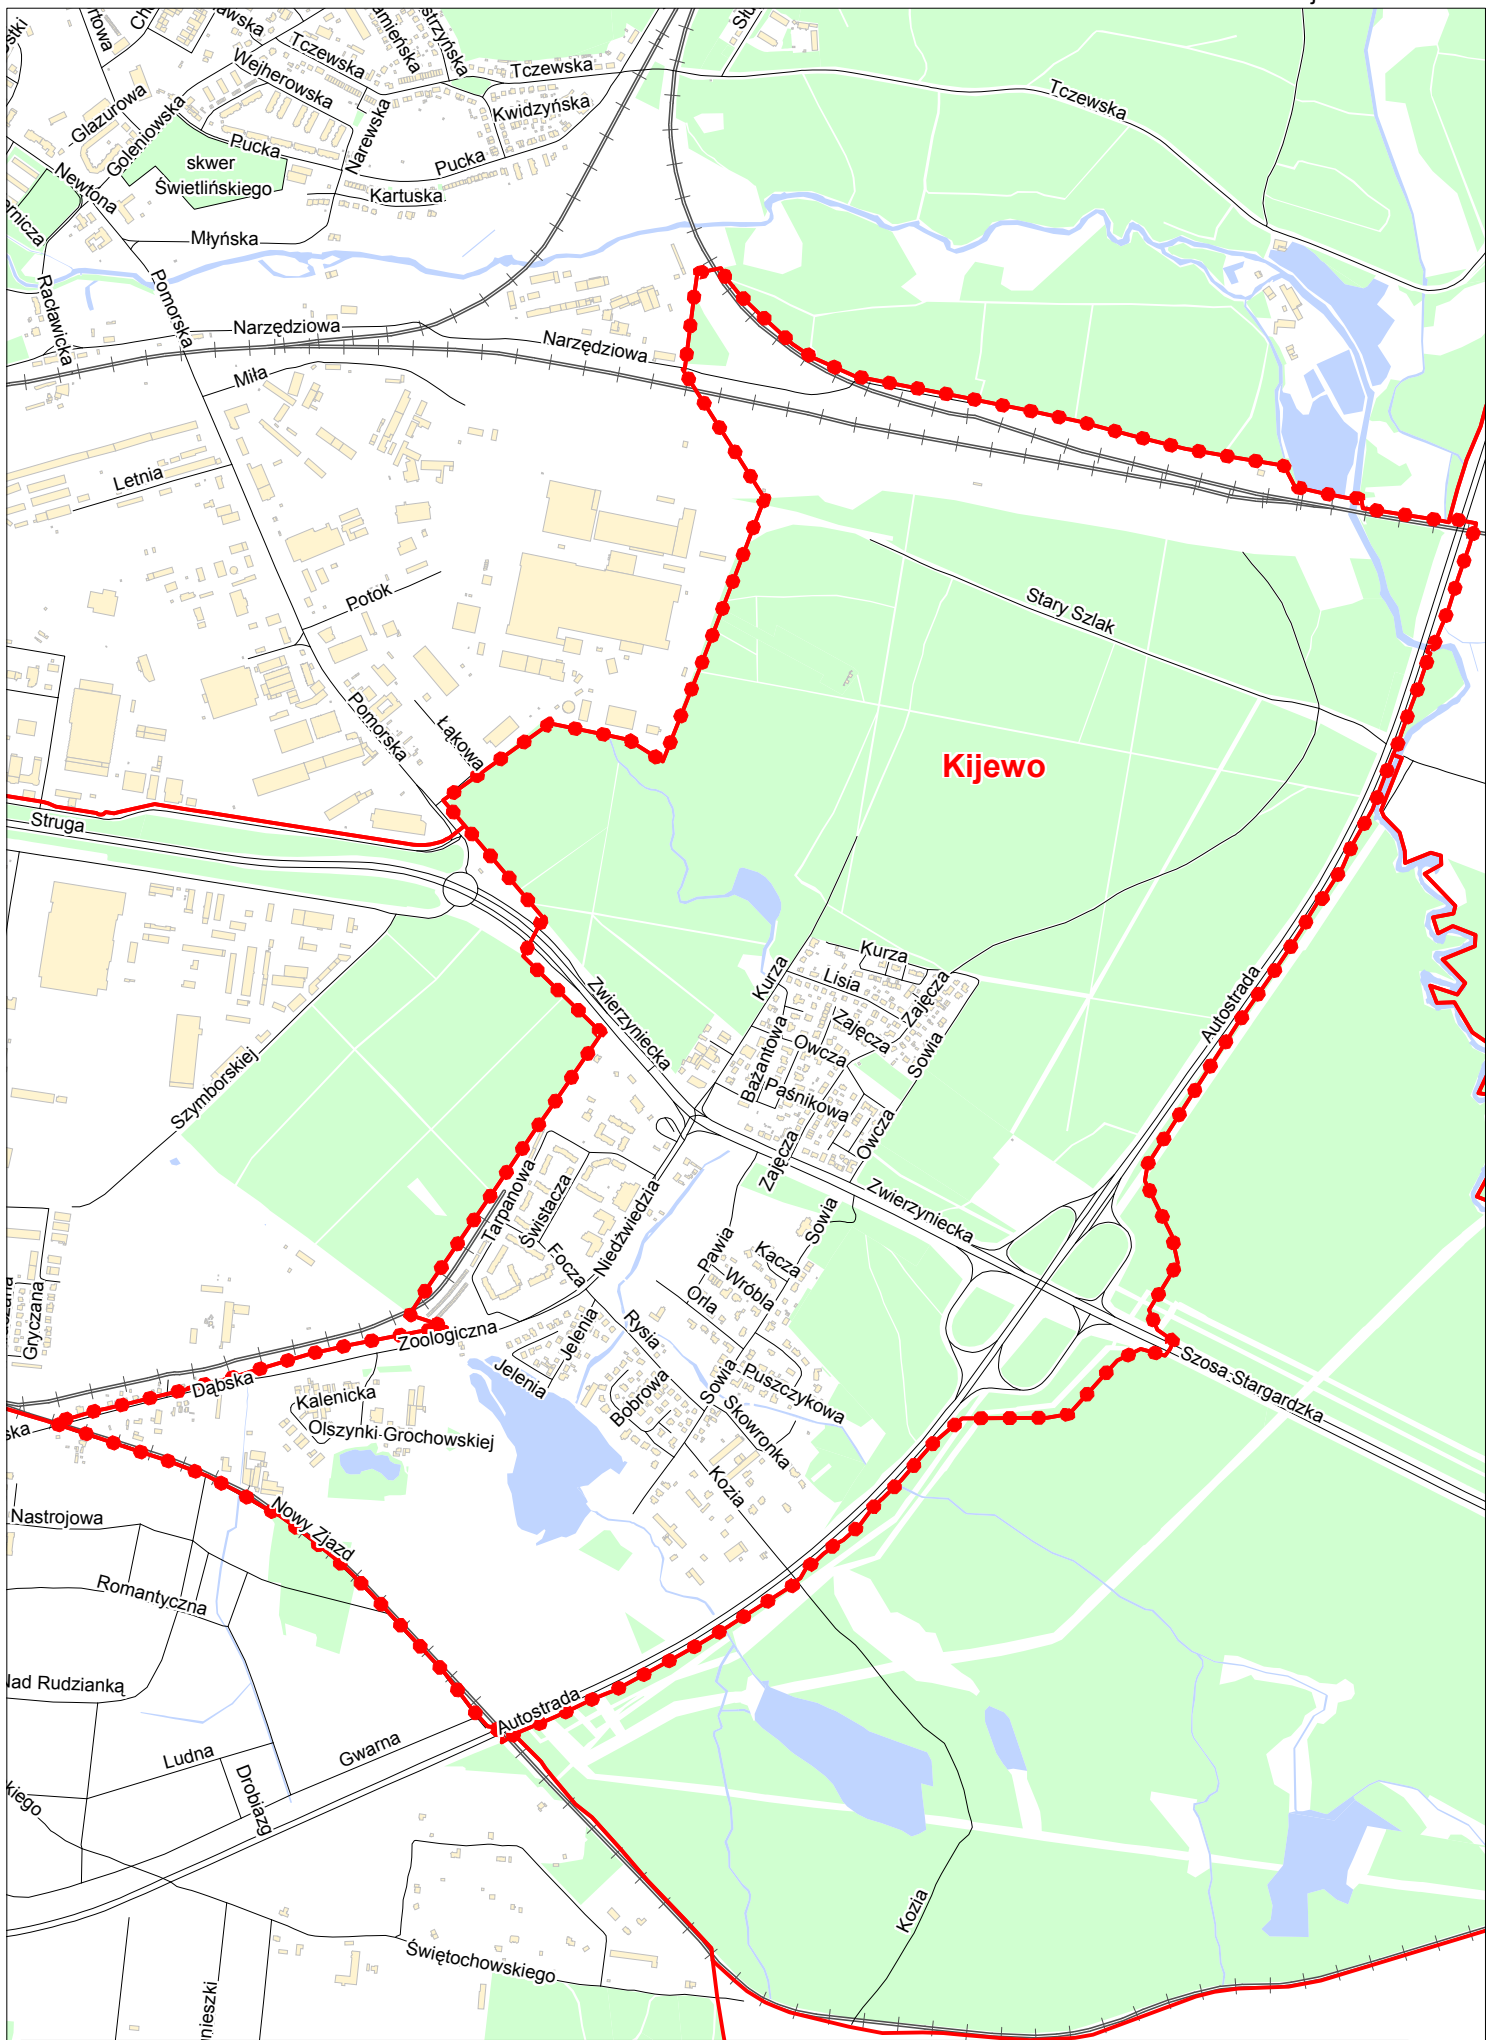 Tczewska
Wejherowska
Tczewska
Kwidzyńska
Tczewska
Glazurowa
Goleniowska
Pucka
Narewska
Pucka
skwer
Świetlińskiego
Newtona
Kartuska
Młyńska
Racławicka
Pomorska
Narzędziowa
Narzędziowa
Miła
Letnia
Potok
Stary Szlak
Pomorska
Łąkowa
Kijewo
Struga
Kurza
Kurza
Lisia
Zajęcza
Zajęcza
Zwierzyniecka
Bażantowa
Owcza
Sowia
Autostrada
Paśnikowa
Szymborskiej
Owcza
Zajęcza
Tarpanowa
Świstacza
Niedźwiedzia
Focza
Zwierzyniecka
Sowia
Pawia
Kacza
Wróbla
Orla
Gryczana
Zoologiczna
Jelenia
Rysia
Jelenia
Dąbska
Kalenicka
Olszynki Grochowskiej
Bobrowa
Sowia
Puszczykowa
Skowronka
Szosa Stargardzka
Kozia
Nastrojowa
Nowy Zjazd
Romantyczna
Nad Rudzianką
Autostrada
Gwarna
Ludna
Drobiazg
kiego
Kozia
Świętochowskiego